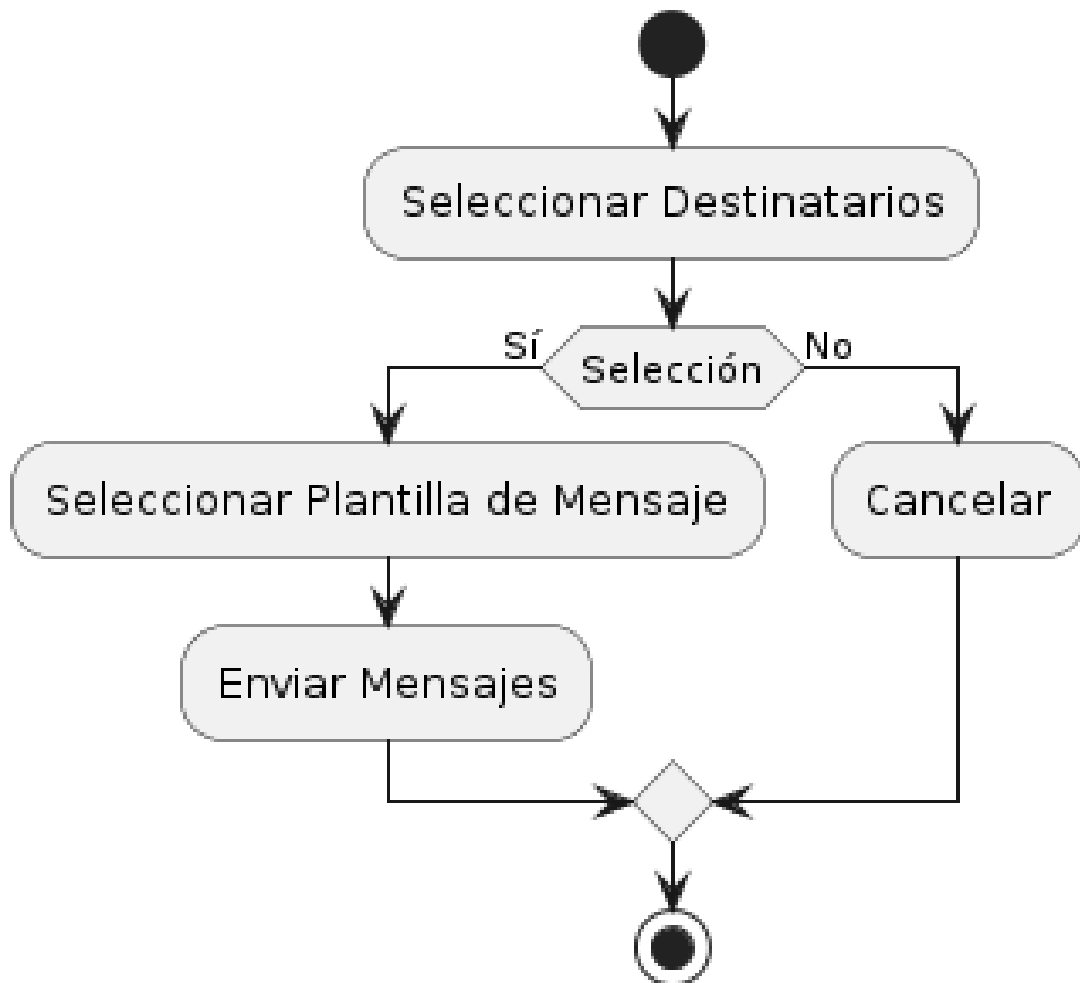 Seleccionar Destinatarios
Sí
Selección
No
Seleccionar Plantilla de Mensaje
Cancelar
Enviar Mensajes